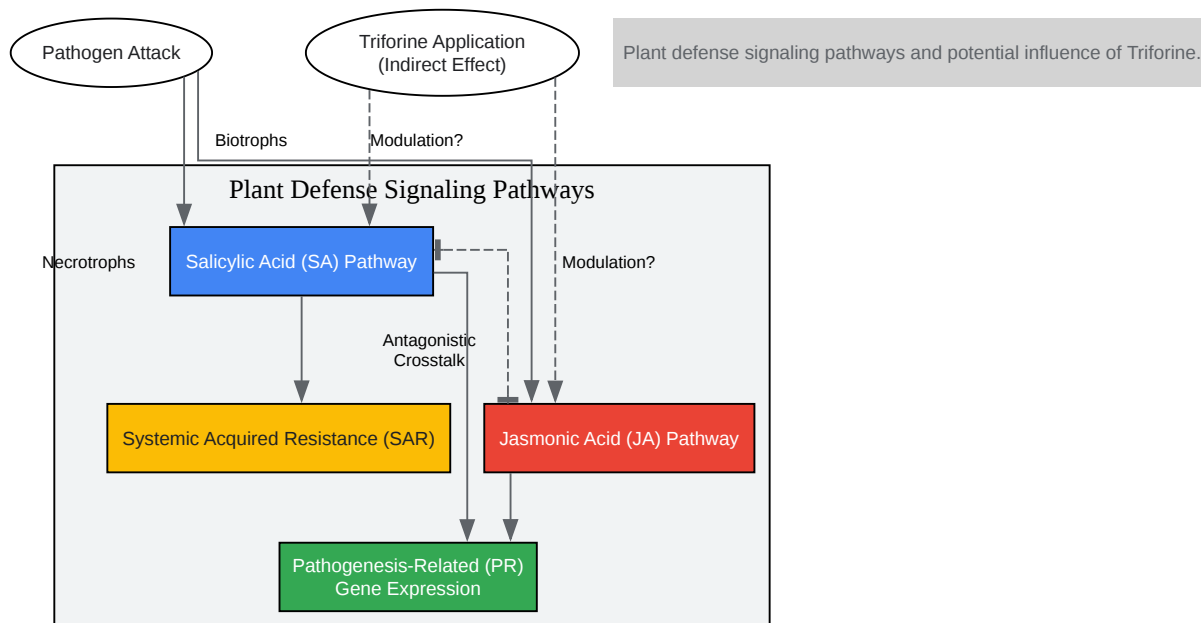 Pathogen Attack
Triforine Application
(Indirect Effect)
Plant defense signaling pathways and potential influence of Triforine.
Biotrophs
Modulation?
Plant Defense Signaling Pathways
Necrotrophs
Salicylic Acid (SA) Pathway
Modulation?
Antagonistic
Crosstalk
Systemic Acquired Resistance (SAR)
Jasmonic Acid (JA) Pathway
Pathogenesis-Related (PR)
Gene Expression